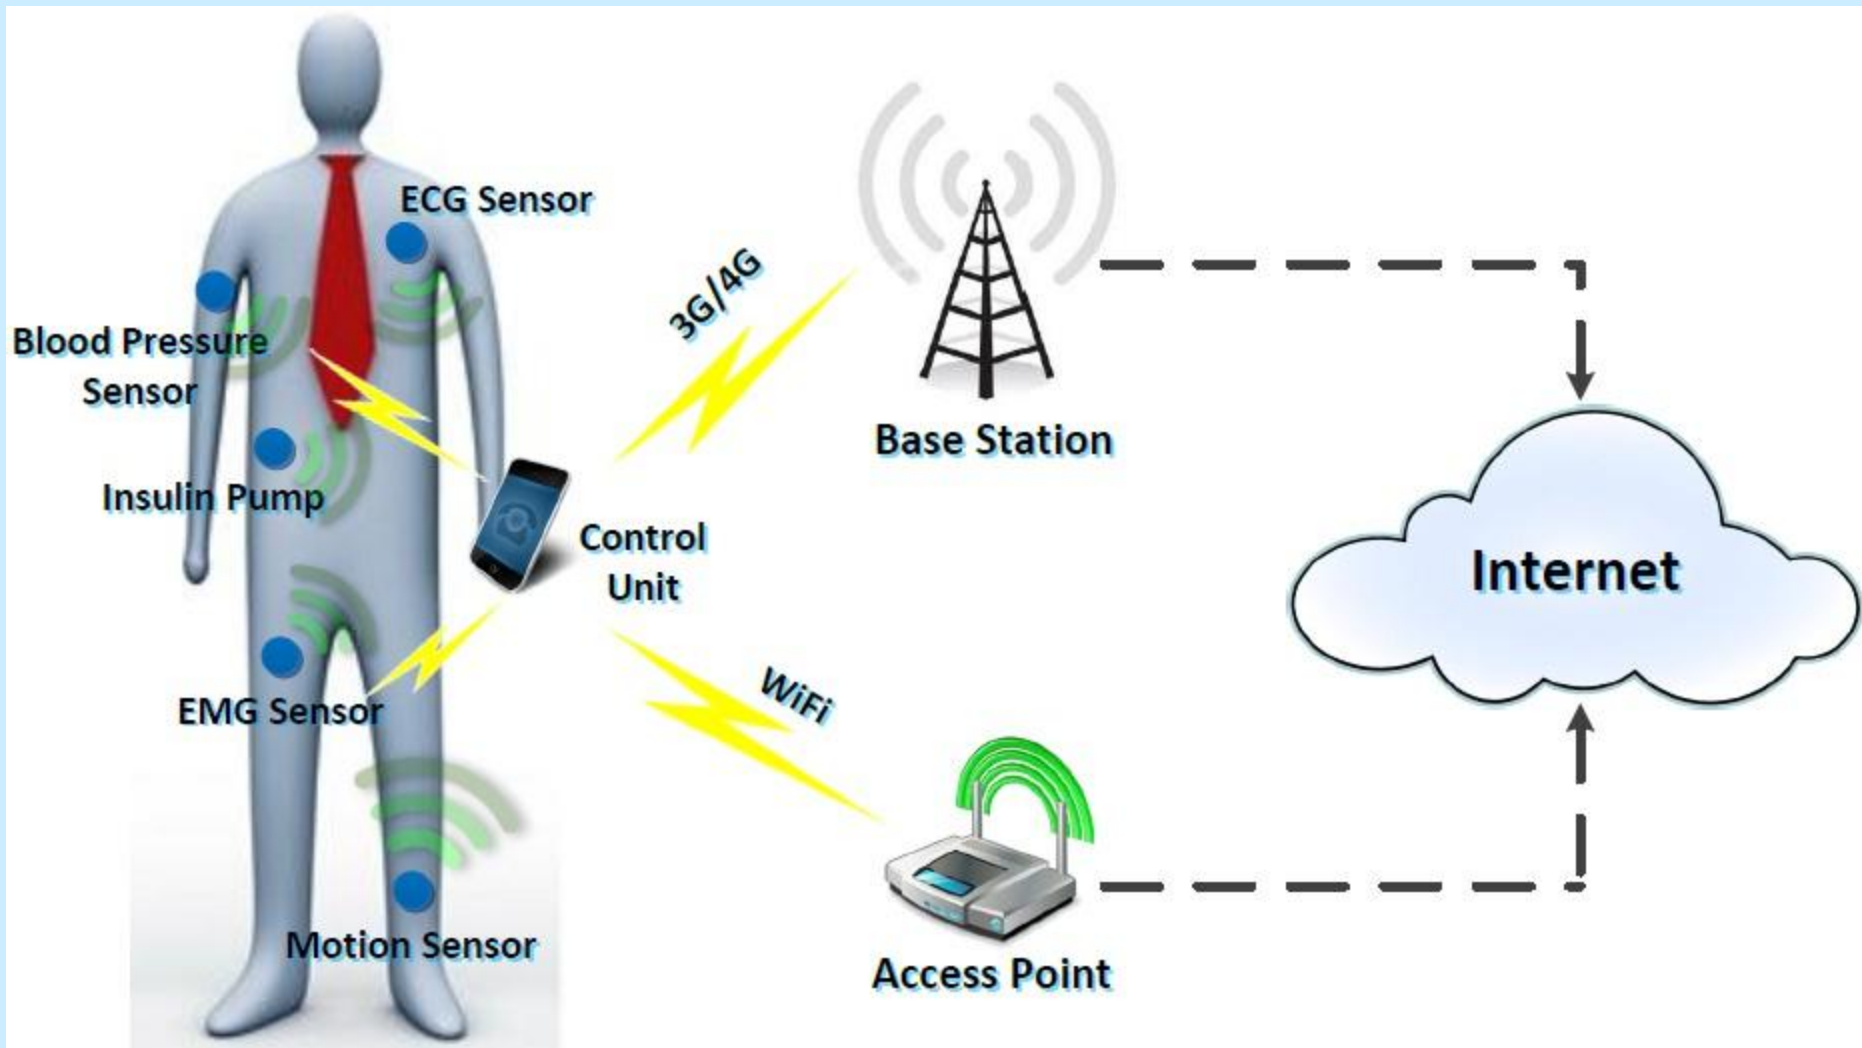 ECG Sensor
Blood Pressure
Sensor
Insulin Pump
EMG Sensor
Motion Sensor
Control
Unit
3G/4G
WiFi
Base Station
Access Point
Internet